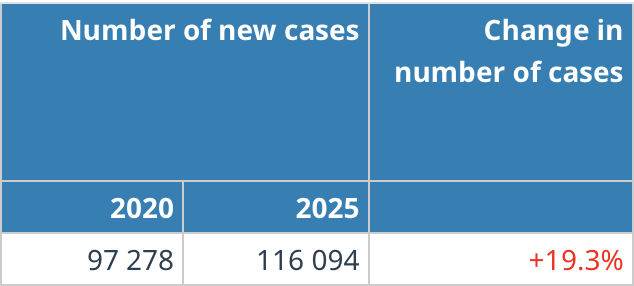 Number of new cases
Change in
number of cases
2020
2025
97 278
116 094
+19.3%